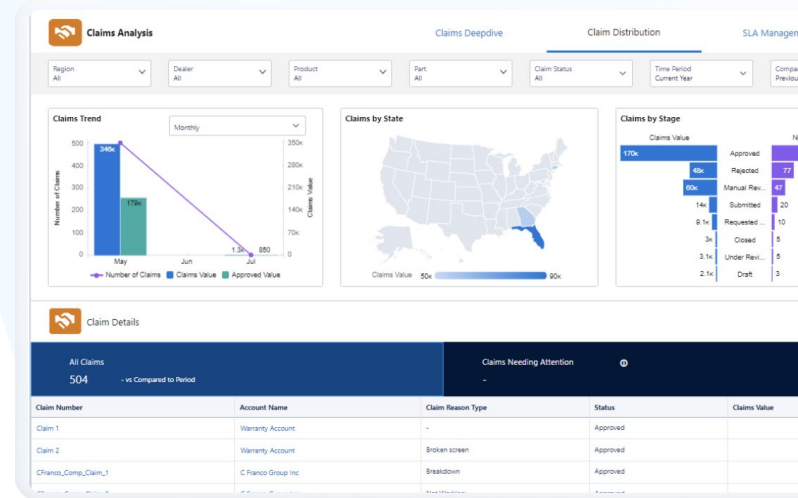 Claims Analysis
Claims Deepdive
Claim Distribution
SLA Managem
Region
All
Dealer
All
Product
All
Part
All
Claim Status
All
Time Period
Current Year
Compa
Previou
Claims Trend
Monthly
Number of Claims
500
400
300
200
100
0
346K
179K
1.3K
850
350K
280K
210K
140K
70K
0
Claims Value
May
Jun
Jul
Number of Claims
Claims Value
Approved Value
Claims by State
Claims Value
50K
90K
Claims by Stage
Claims Value
N
170K
Approved
48K
Rejected
77
60K
Manual Rev...
47
14K
Submitted
20
9.1K
Requested ...
10
3K
Closed
5
3.1K
Under Revi...
5
2.1K
Draft
3
Claim Details
All Claims
504
- vs Compared to Period
Claims Needing Attention
-
Claim Number
Account Name
Claim Reason Type
Status
Claims Value
Claim 1
Warranty Account
-
Approved
Claim 2
Warranty Account
Broken screen
Approved
CFranco_Comp_Claim_1
C Franco Group Inc
Breakdown
Approved